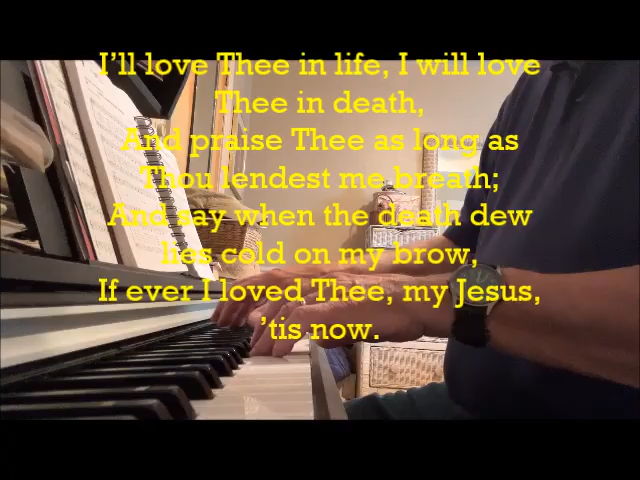 I’ll love Thee in life, I will love
Thee in death,
And praise Thee as long as
Thou lendest me breath;
And say when the death dew
lies cold on my brow,
If ever I loved Thee, my Jesus,
’tis now.